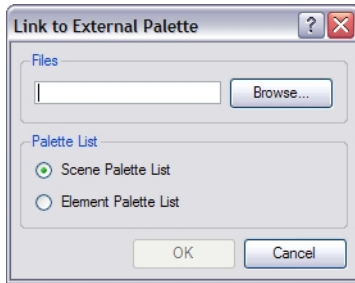 Link to External Palette ?
Files
Browse...
Palette List
Scene Palette List
Element Palette List
OK Cancel